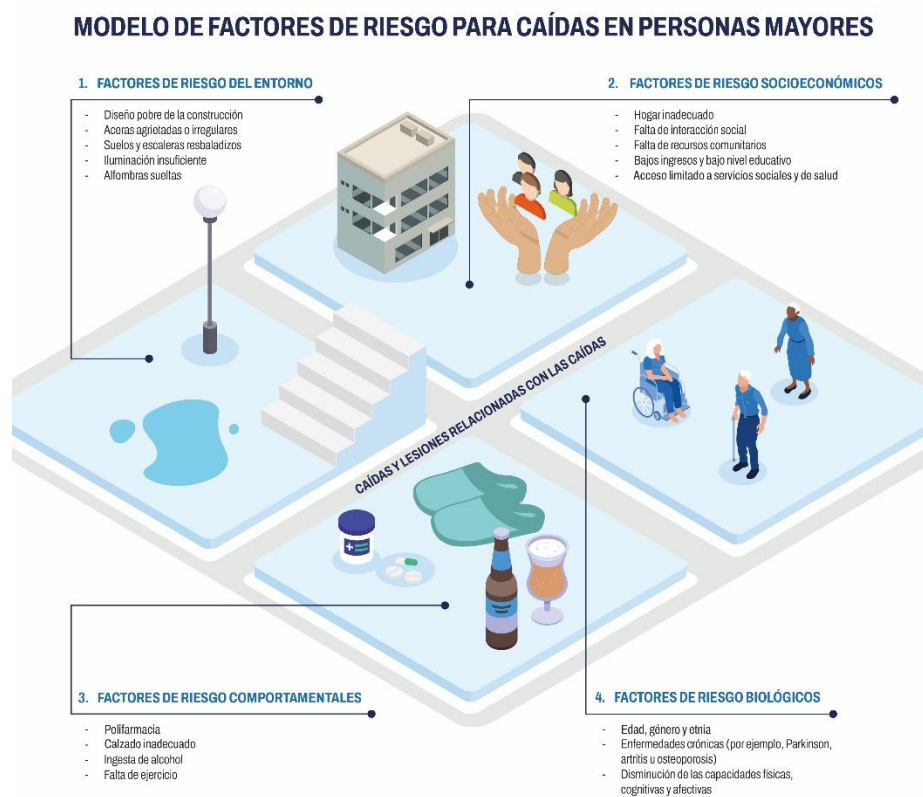 MODELO DE FACTORES DE RIESGO PARA CAÍDAS EN PERSONAS MAYORES
1. FACTORES DE RIESGO DEL ENTORNO
- Diseño pobre de la construcción
- Aceras agrietadas o irregulares
- Suelos y escaleras resbaladizos
- Iluminación insuficiente
- Alfombras sueltas
2. FACTORES DE RIESGO SOCIOECONÓMICOS
- Hogar inadecuado
- Falta de interacción social
- Falta de recursos comunitarios
- Bajos ingresos y bajo nivel educativo
- Acceso limitado a servicios sociales y de salud
CAÍDAS Y LESIONES RELACIONADAS CON LAS CAÍDAS
3. FACTORES DE RIESGO COMPORTAMENTALES
- Polifarmacia
- Calzado inadecuado
- Ingesta de alcohol
- Falta de ejercicio
4. FACTORES DE RIESGO BIOLÓGICOS
- Edad, género y etnia
- Enfermedades crónicas (por ejemplo, Parkinson,
artritis u osteoporosis)
- Disminución de las capacidades físicas,
cognitivas y afectivas